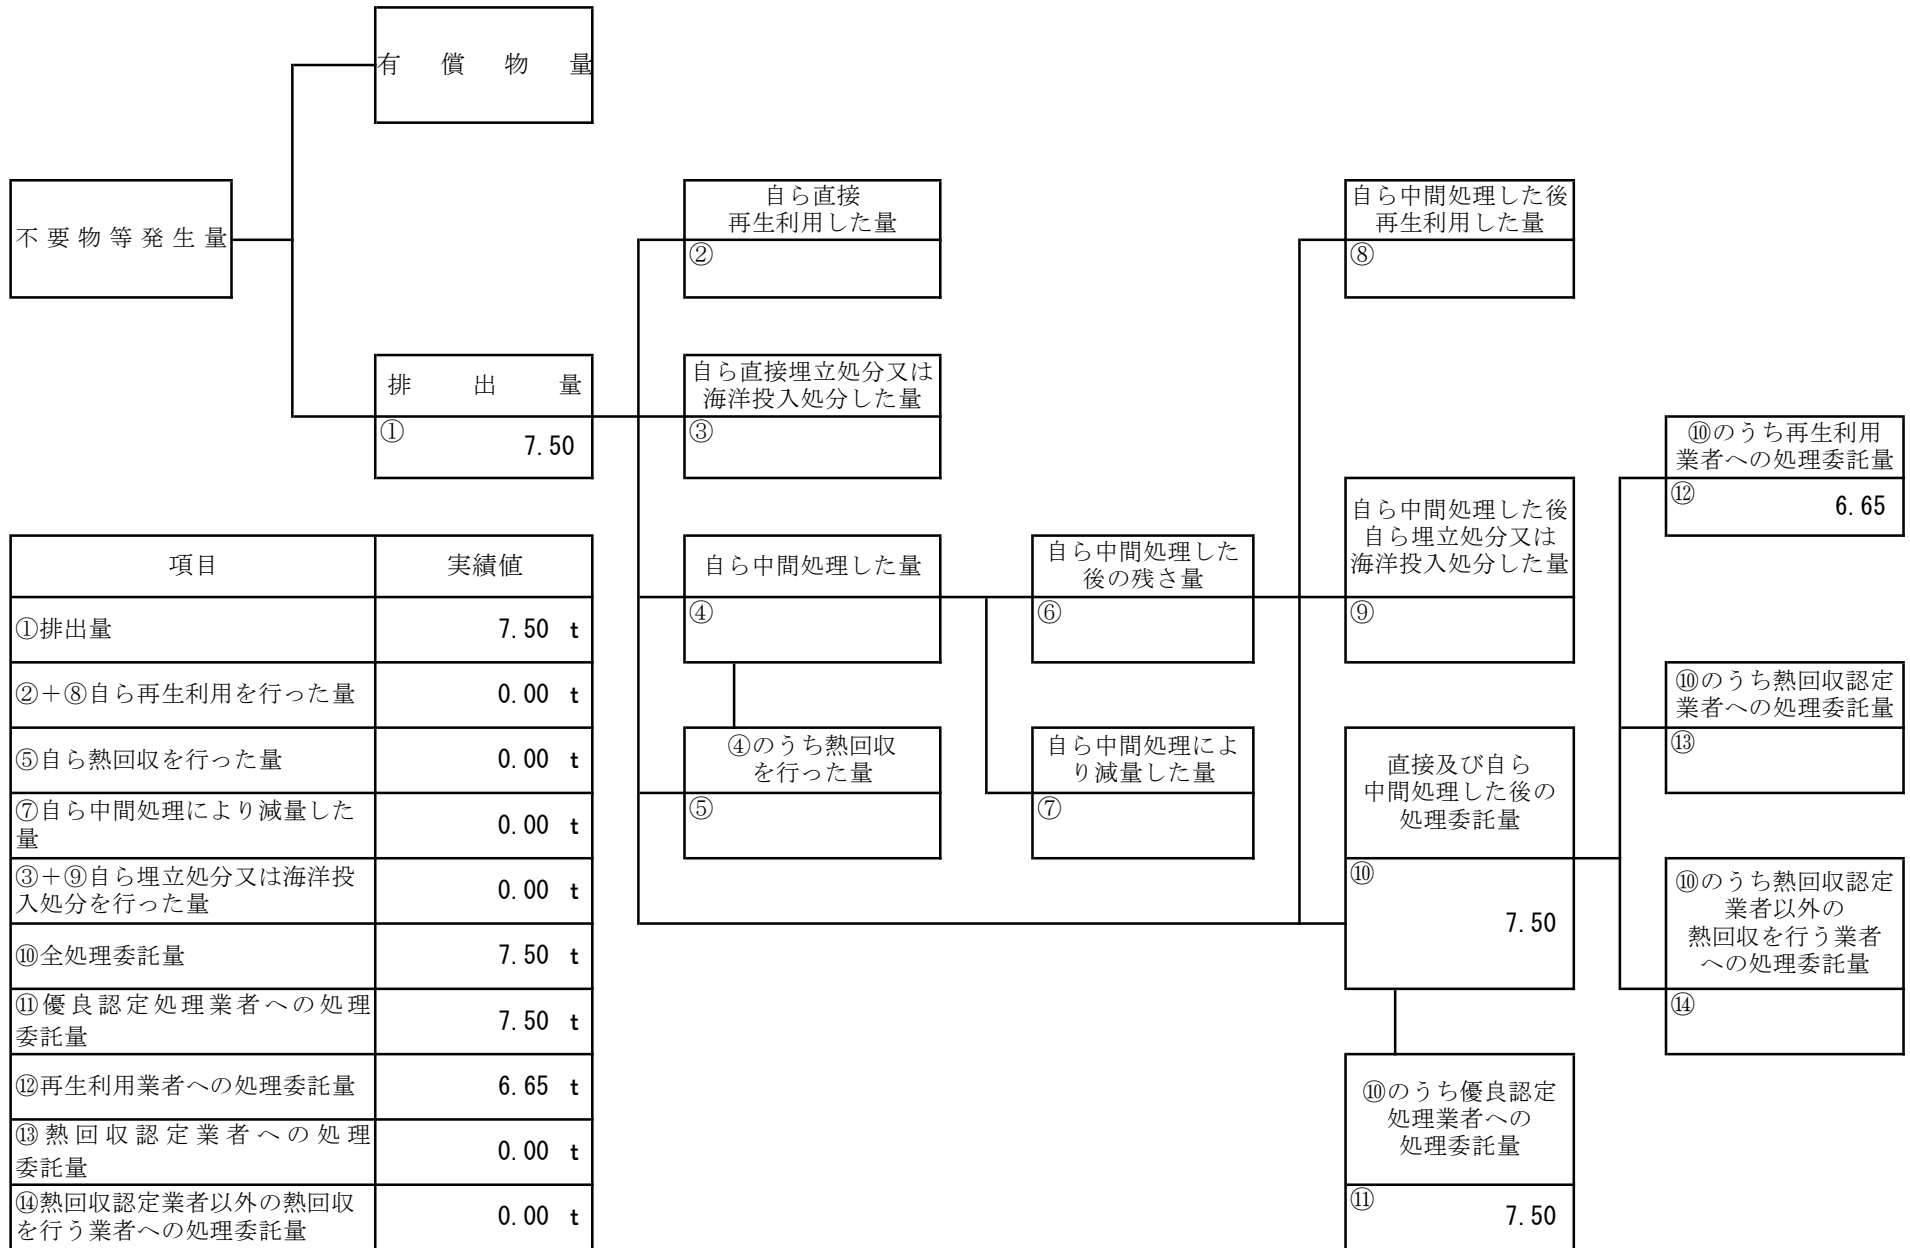 有償物量
不要物等発生量
自ら直接
再生利用した量
②
自ら中間処理した後
再生利用した量
⑧
排出量
①
7.50
自ら直接埋立処分又は
海洋投入処分した量
③
⑩のうち再生利用
業者への処理委託量
⑫
6.65
自ら中間処理した量
④
自ら中間処理した
後の残さ量
⑥
自ら中間処理した後
自ら埋立処分又は
海洋投入処分した量
⑨
⑩のうち熱回収認定
業者への処理委託量
⑬
④のうち熱回収
を行った量
⑤
自ら中間処理によ
り減量した量
⑦
直接及び自ら
中間処理した後の
処理委託量
⑩
7.50
⑩のうち熱回収認定
業者以外の
熱回収を行う業者
への処理委託量
⑭
⑩のうち優良認定
処理業者への
処理委託量
⑪
7.50
項目 実績値
①排出量 7.50 t
②＋⑧自ら再生利用を行った量 0.00 t
⑤自ら熱回収を行った量 0.00 t
⑦自ら中間処理により減量した
量 0.00 t
③＋⑨自ら埋立処分又は海洋投
入処分を行った量 0.00 t
⑩全処理委託量 7.50 t
⑪優良認定処理業者への処理
委託量 7.50 t
⑫再生利用業者への処理委託量 6.65 t
⑬熱回収認定業者への処理
委託量 0.00 t
⑭熱回収認定業者以外の熱回収
を行う業者への処理委託量 0.00 t